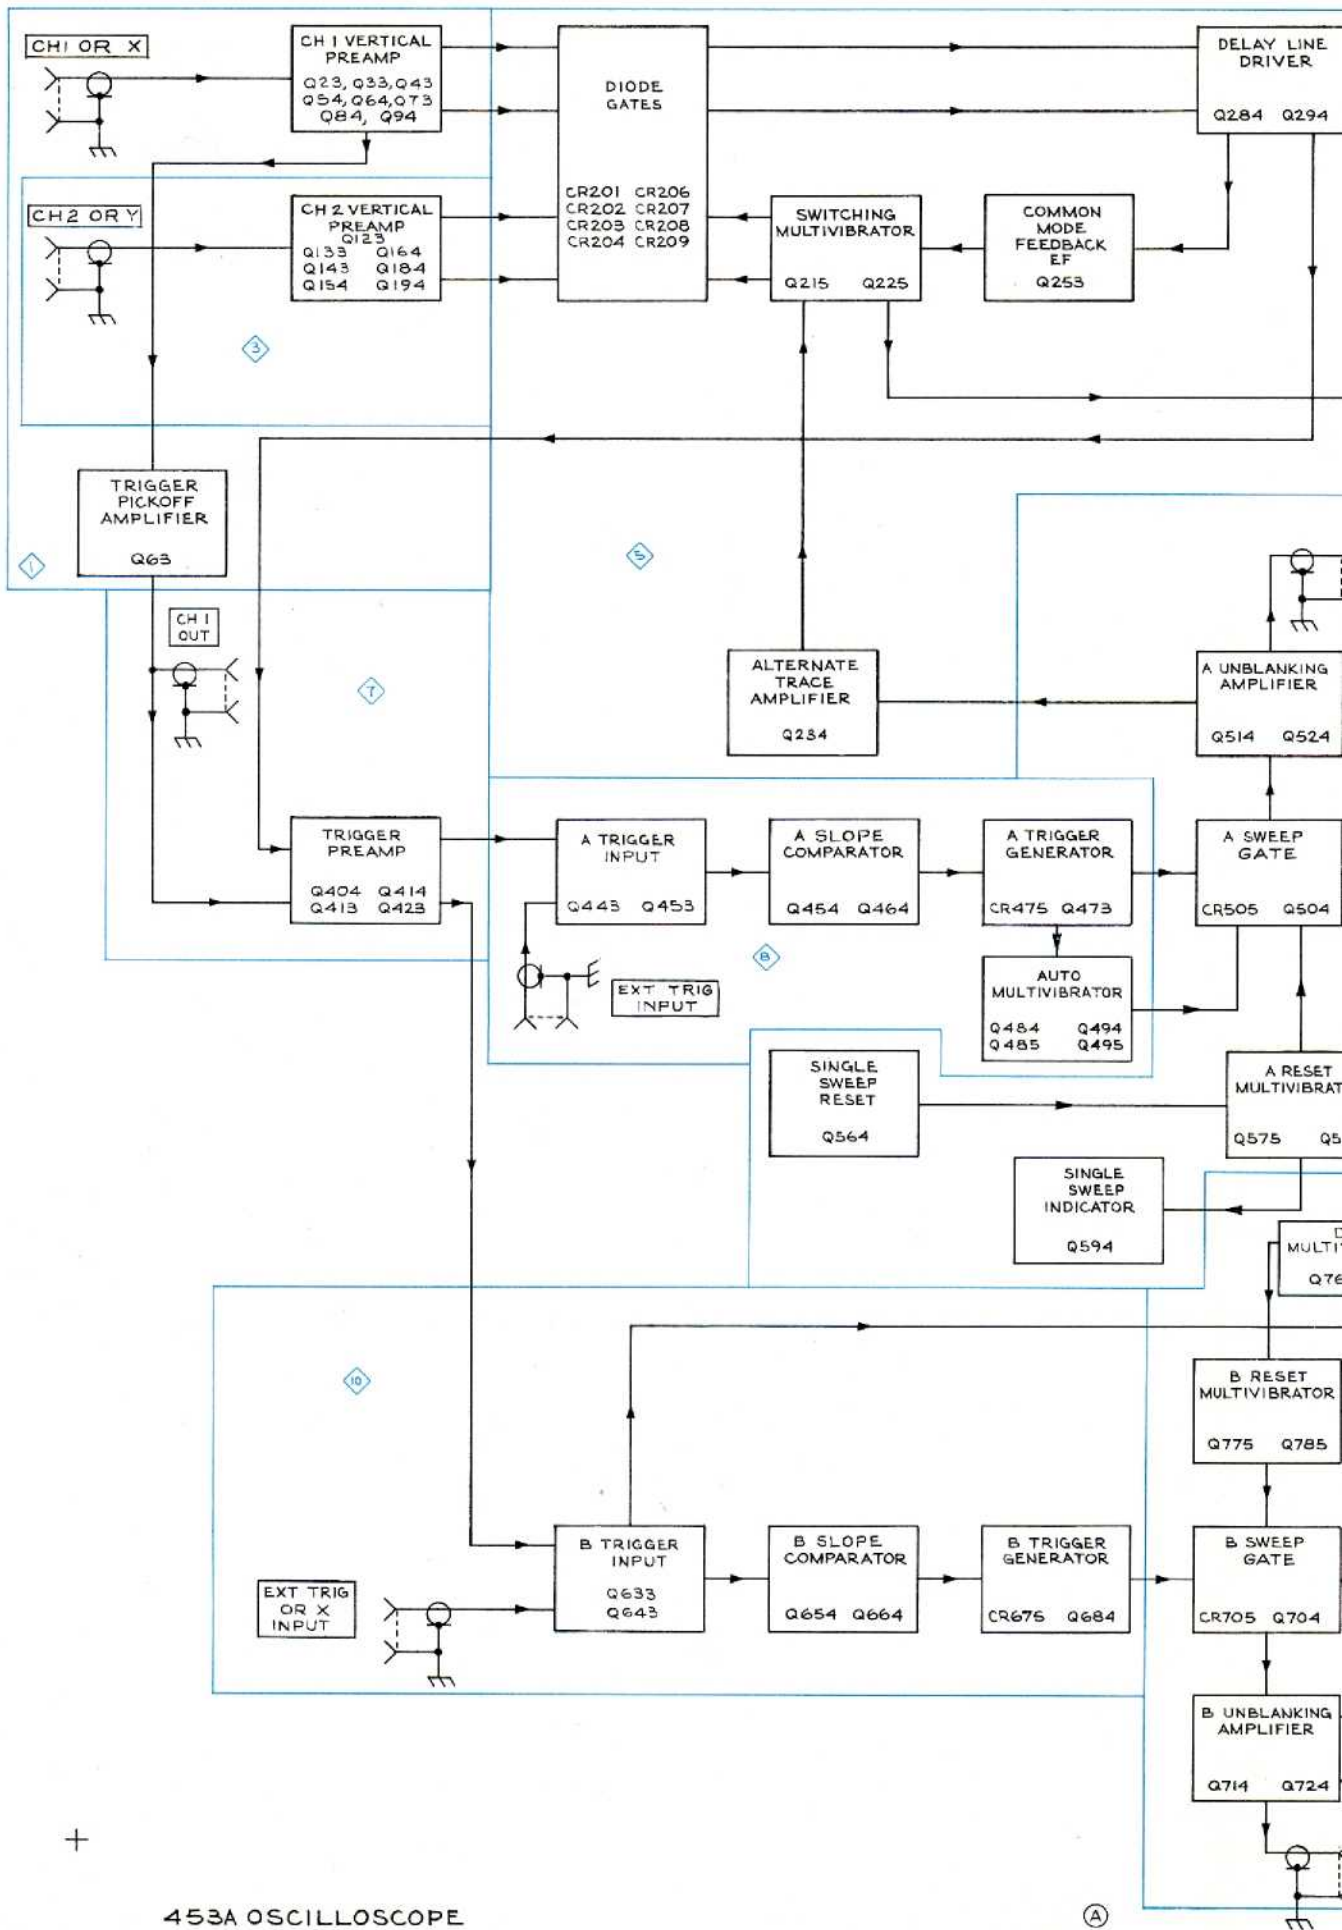 CH1 OR X
CH 1 VERTICAL
PREAMP
Q23, Q33, Q43
Q54, Q64, Q73
Q84, Q94
DIODE
GATES
CR201 CR206
CR202 CR207
CR203 CR208
CR204 CR209
DELAY LINE
DRIVER
Q284 Q294
CH2 OR Y
CH 2 VERTICAL
PREAMP
Q123
Q133 Q164
Q143 Q184
Q154 Q194
SWITCHING
MULTIVIBRATOR
Q215 Q225
COMMON
MODE
FEEDBACK
EF
Q253
3
TRIGGER
PICKOFF
AMPLIFIER
Q63
1
5
CH 1
OUT
7
ALTERNATE
TRACE
AMPLIFIER
Q234
A UNBLANKING
AMPLIFIER
Q514 Q524
TRIGGER
PREAMP
Q404 Q414
Q413 Q423
A TRIGGER
INPUT
Q443 Q453
A SLOPE
COMPARATOR
Q454 Q464
A TRIGGER
GENERATOR
CR475 Q473
A SWEEP
GATE
CR505 Q504
8
EXT TRIG
INPUT
AUTO
MULTIVIBRATOR
Q484 Q494
Q485 Q495
SINGLE
SWEEP
RESET
Q564
A RESET
MULTIVIBRAT
Q575 Q5
SINGLE
SWEEP
INDICATOR
Q594
D
MULTIV
Q76
10
B RESET
MULTIVIBRATOR
Q775 Q785
EXT TRIG
OR X
INPUT
B TRIGGER
INPUT
Q633
Q643
B SLOPE
COMPARATOR
Q654 Q664
B TRIGGER
GENERATOR
CR675 Q684
B SWEEP
GATE
CR705 Q704
B UNBLANKING
AMPLIFIER
Q714 Q724
453A OSCILLOSCOPE
A